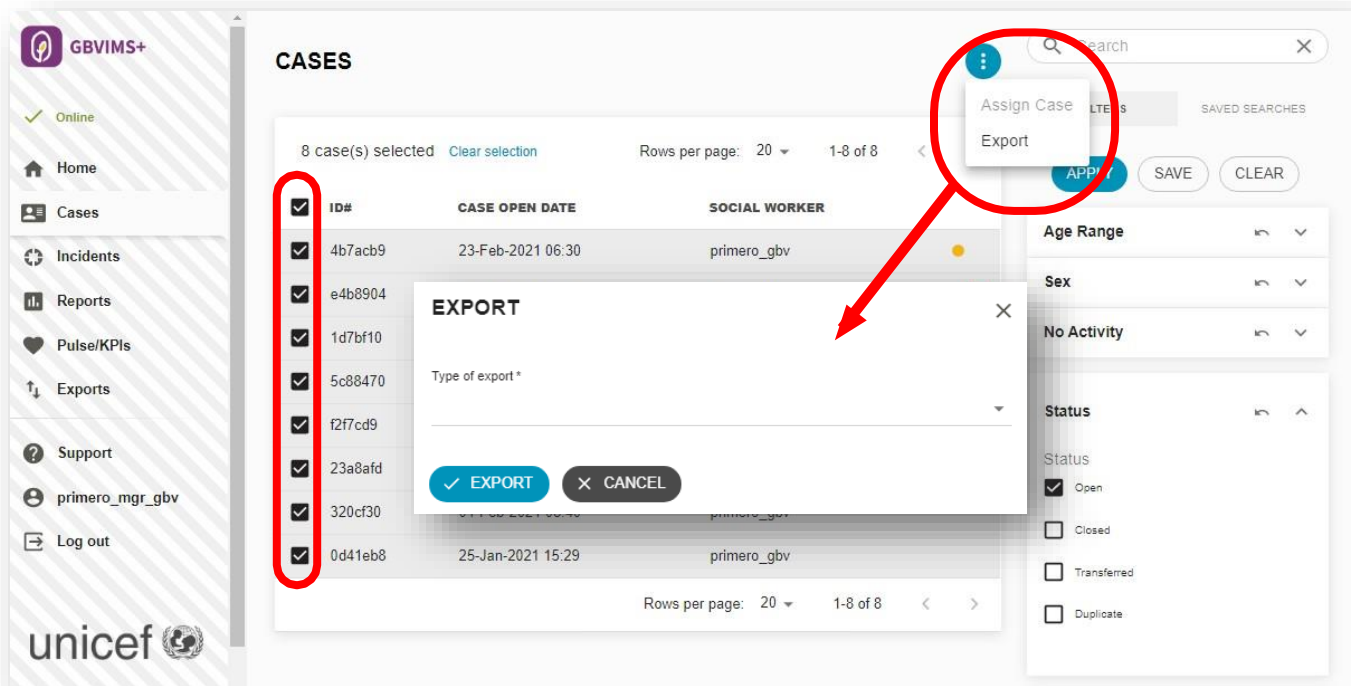 GBVIMS+
Online
Home
Cases
Incidents
Reports
Pulse/KPIs
Exports
Support
primero_mgr_gbv
Log out
unicef
CASES
8 case(s) selected Clear selection Rows per page: 20 1-8 of 8
ID# CASE OPEN DATE SOCIAL WORKER
4b7acb9 23-Feb-2021 06:30 primero_gbv
e4b8904
1d7bf10
5c88470
f2f7cd9
23a8afd
320cf30 primero_gbv
0d41eb8 25-Jan-2021 15:29 primero_gbv
Rows per page: 20 1-8 of 8
Assign Case
Export
EXPORT
Type of export *
EXPORT CANCEL
Search
SAVED SEARCHES
APPLY SAVE CLEAR
Age Range
Sex
No Activity
Status
Status
Open
Closed
Transferred
Duplicate